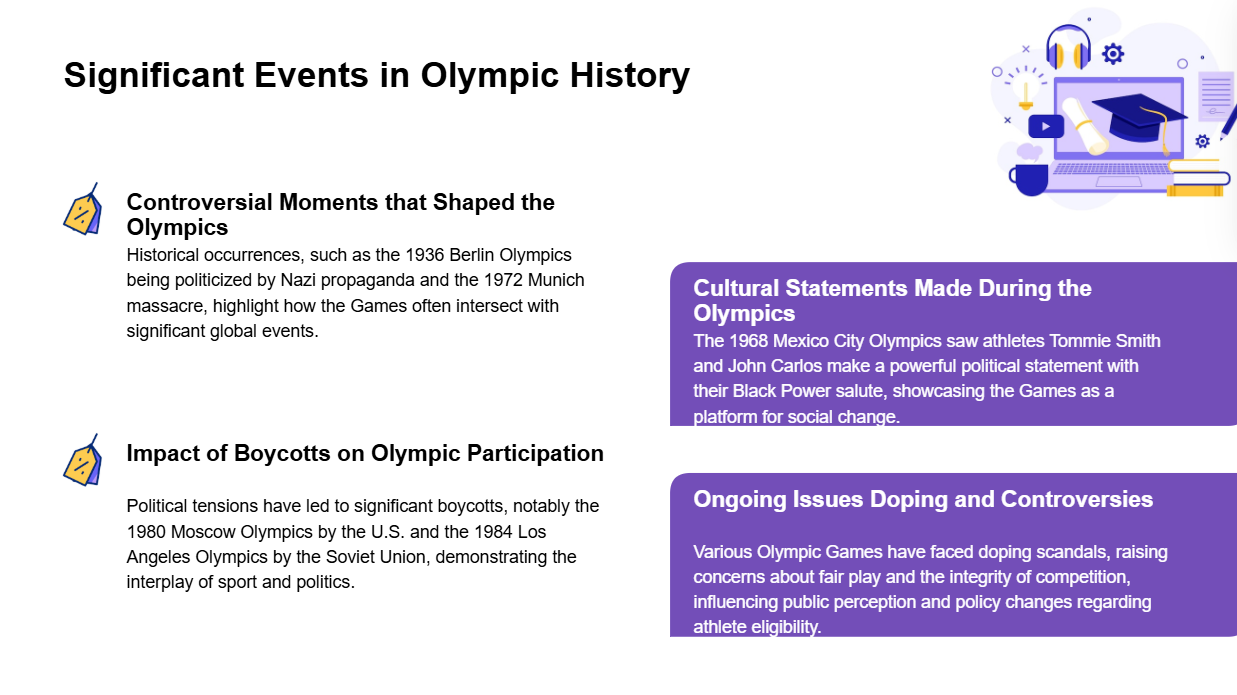 Significant Events in Olympic History
Controversial Moments that Shaped the
Olympics
Historical occurrences, such as the 1936 Berlin Olympics
being politicized by Nazi propaganda and the 1972 Munich
massacre, highlight how the Games often intersect with
significant global events.
Impact of Boycotts on Olympic Participation
Political tensions have led to significant boycotts, notably the
1980 Moscow Olympics by the U.S. and the 1984 Los
Angeles Olympics by the Soviet Union, demonstrating the
interplay of sport and politics.
Cultural Statements Made During the
Olympics
The 1968 Mexico City Olympics saw athletes Tommie Smith
and John Carlos make a powerful political statement with
their Black Power salute, showcasing the Games as a
platform for social change.
Ongoing Issues Doping and Controversies
Various Olympic Games have faced doping scandals, raising
concerns about fair play and the integrity of competition,
influencing public perception and policy changes regarding
athlete eligibility.